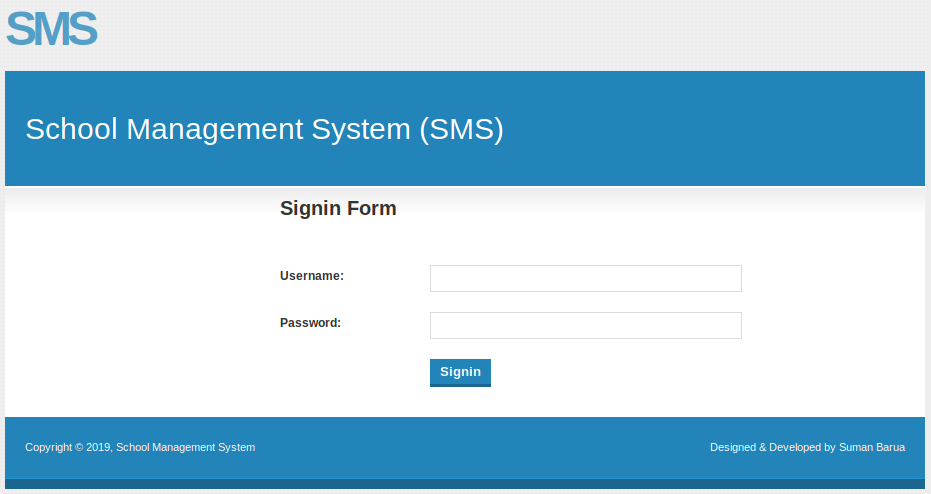 SMS
School Management System (SMS)
Signin Form
Username:
Password:
Signin
Copyright © 2019, School Management System
Designed & Developed by Suman Barua